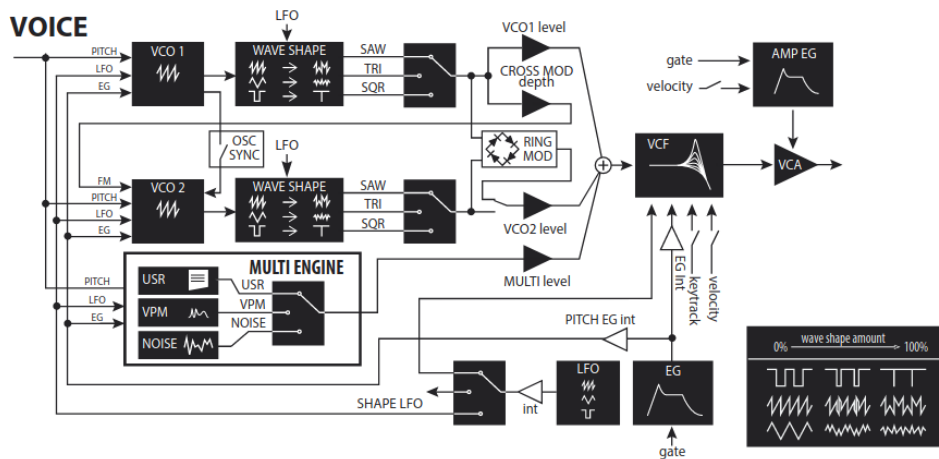 VOICE
LFO
VCO1 level
PITCH
LFO
EG
VCO 1
WAVE SHAPE
SAW
TRI
SQR
CROSS MOD
depth
gate
velocity
AMP EG
OSC
SYNC
LFO
RING
MOD
VCF
VCA
FM
PITCH
LFO
EG
VCO 2
WAVE SHAPE
SAW
TRI
SQR
VCO2 level
MULTI ENGINE
MULTI level
PITCH
LFO
EG
USR
VPM
NOISE
USR
VPM
NOISE
EG Int
keytrack
velocity
PITCH EG int
SHAPE LFO
int
LFO
EG
gate
wave shape amount
0% 100%